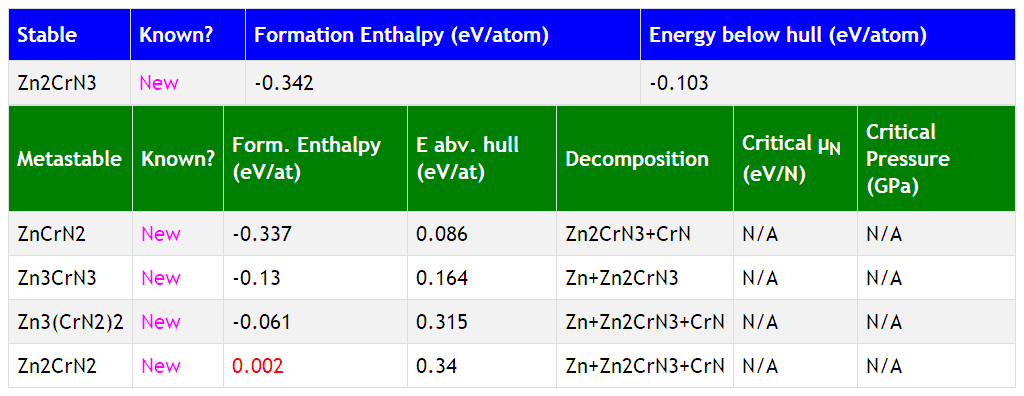 Stable Known? Formation Enthalpy (eV/atom) Energy below hull (eV/atom)
Zn2CrN3 New -0.342 -0.103
Metastable Known? Form. Enthalpy (eV/at) E abv. hull (eV/at) Decomposition Critical μN (eV/N) Critical Pressure (GPa)
ZnCrN2 New -0.337 0.086 Zn2CrN3+CrN N/A N/A
Zn3CrN3 New -0.13 0.164 Zn+Zn2CrN3 N/A N/A
Zn3(CrN2)2 New -0.061 0.315 Zn+Zn2CrN3+CrN N/A N/A
Zn2CrN2 New 0.002 0.34 Zn+Zn2CrN3+CrN N/A N/A